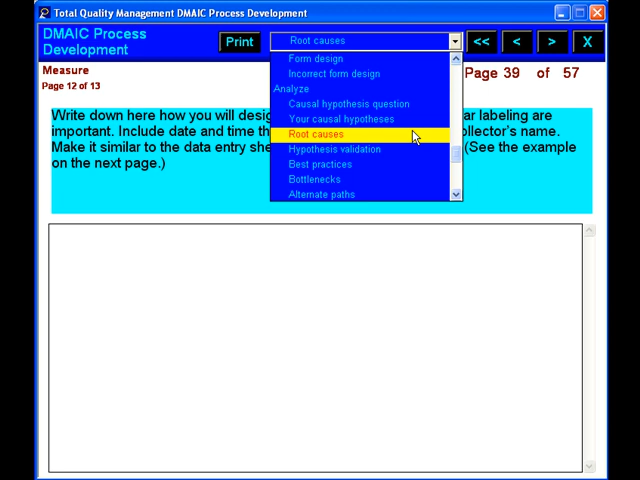 Total Quality Management DMAIC Process Development
DMAIC Process
Development
Print
Root causes
<<
<
>
X
Measure
Page 12 of 13
Page 39 of 57
Form design
Incorrect form design
Analyze
Causal hypothesis question
Your causal hypotheses
Root causes
Hypothesis validation
Best practices
Bottlenecks
Alternate paths
Write down here how you will desi ar labeling are
important. Include date and time th ollector's name.
Make it similar to the data entry she (See the example
on the next page.)